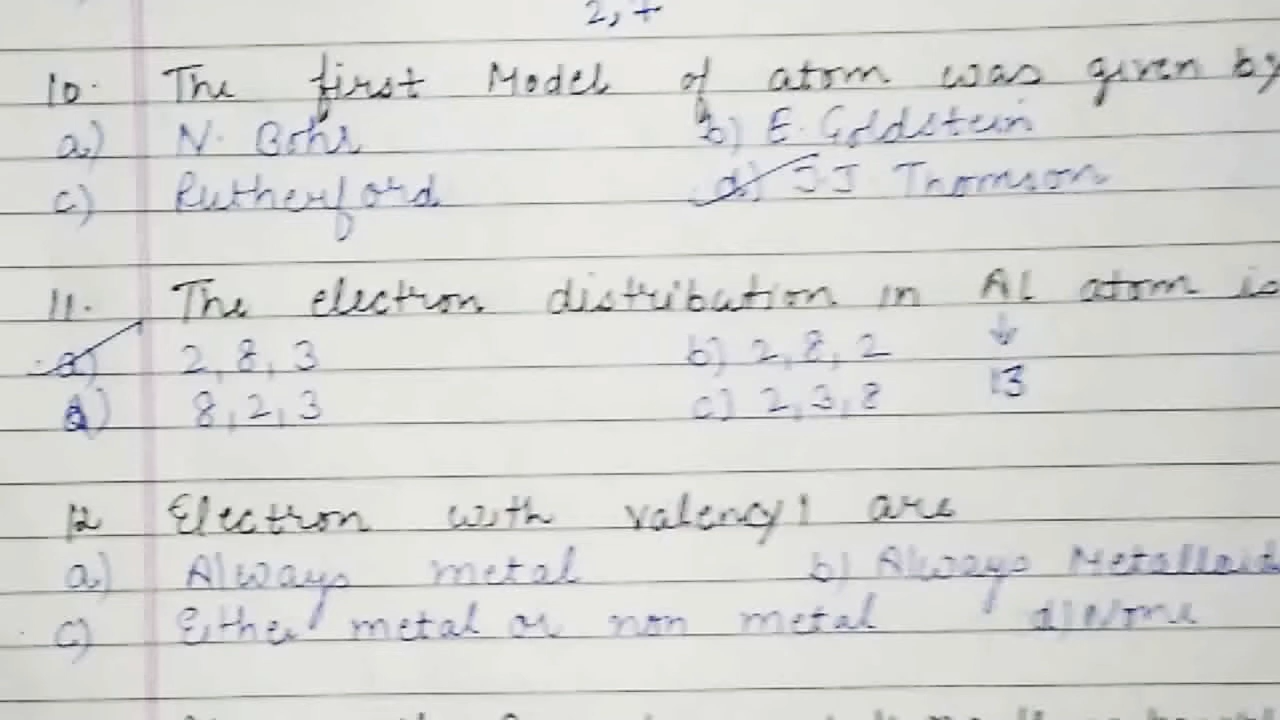 2, 7
10. The first Model of atom was given by
a) N. Bohr b) E. Goldstein
c) Rutherford d) JJ Thomson
11. The electron distribution in Al atom is
a) 2, 8, 3 b) 2, 8, 2 ↓
d) 8, 2, 3 c) 2, 3, 8 13
12 Electron with valency 1 are
a) Always metal b) Always Metalloid
c) Either metal or non metal d) None